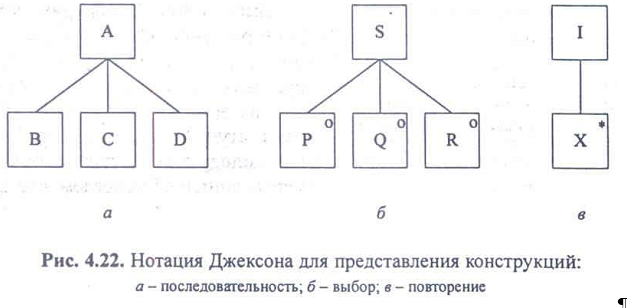 A S I
B C D P O Q O R O X *
а б в
Рис. 4.22. Нотация Джексона для представления конструкций:
а – последовательность; б – выбор; в – повторение
¶